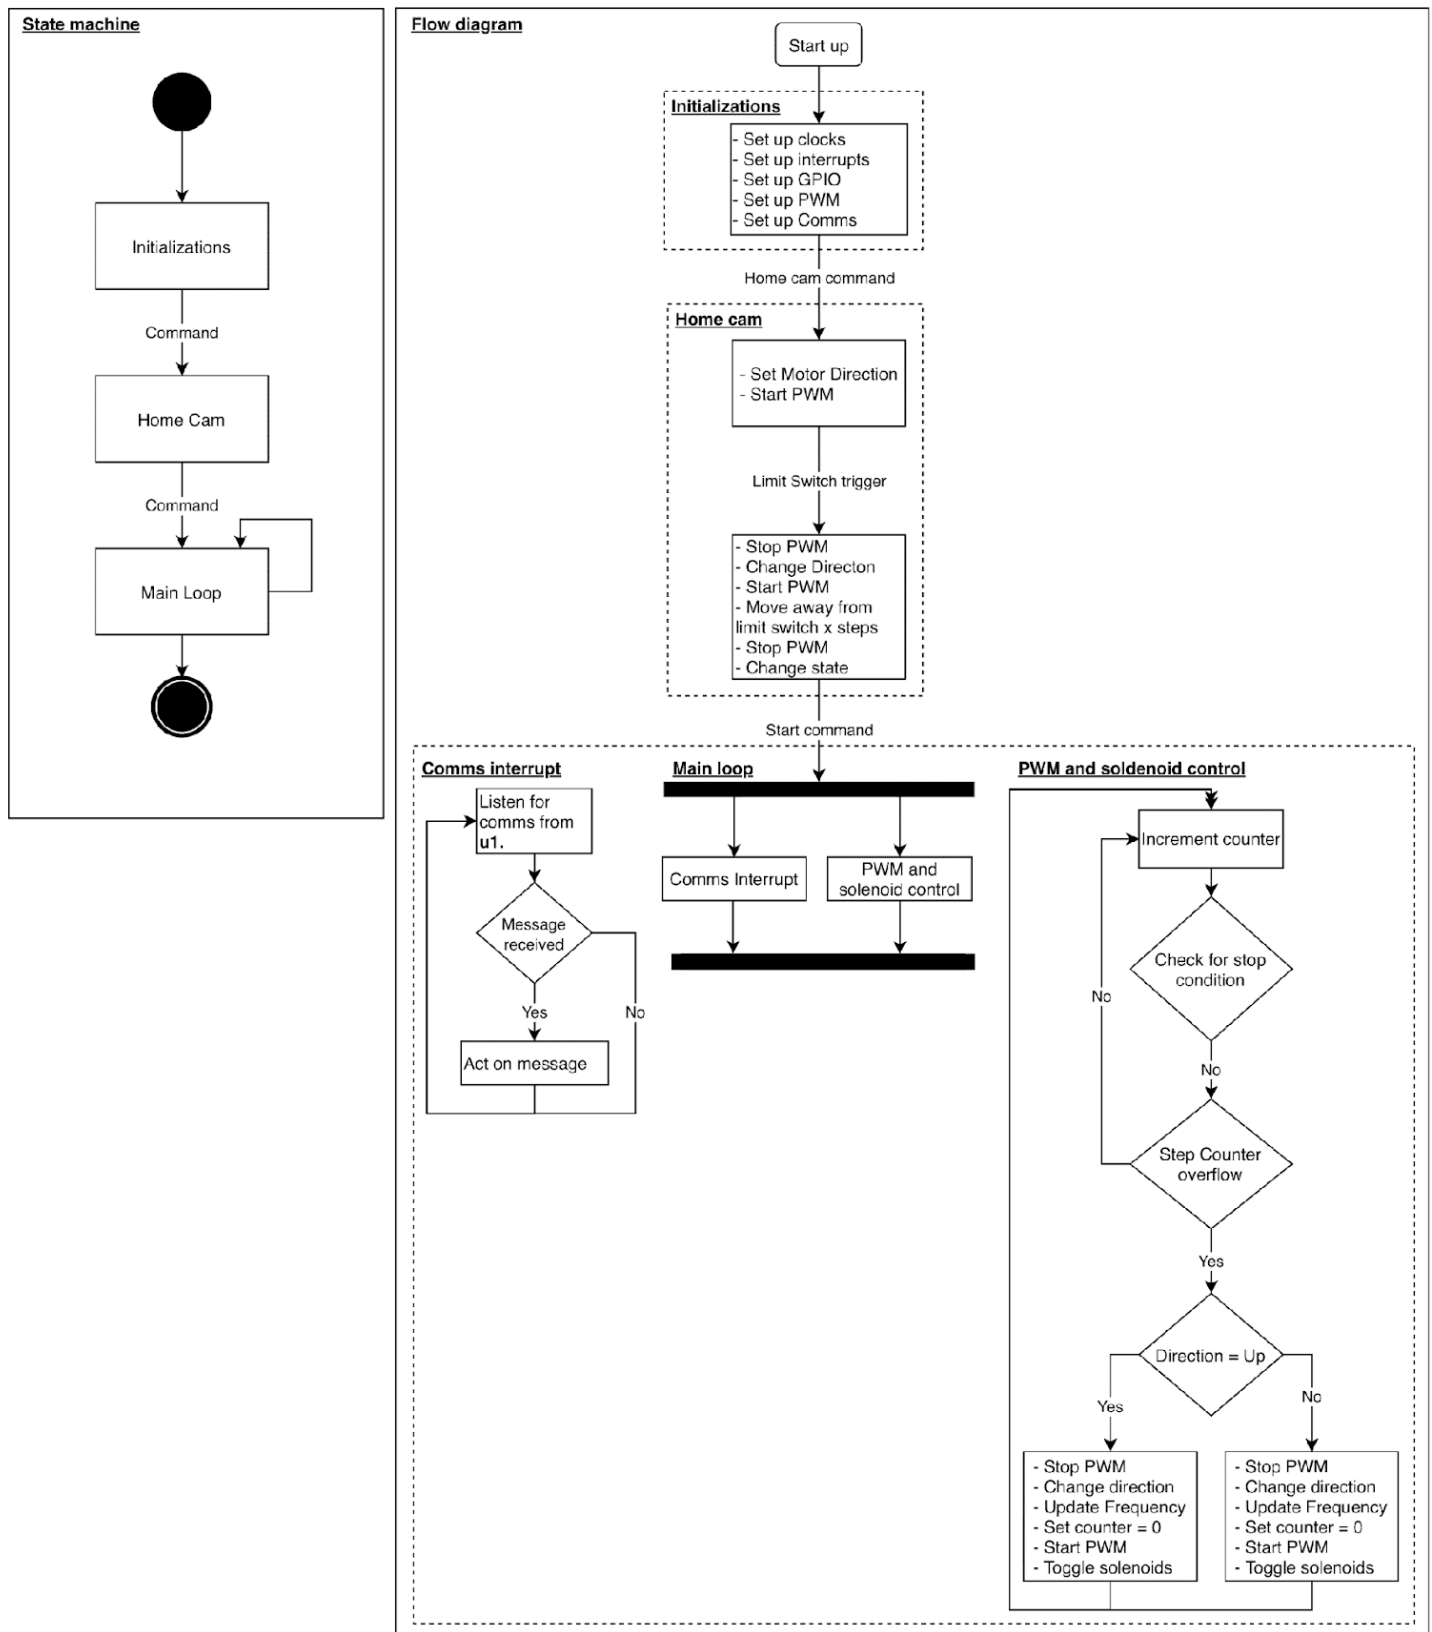 State machine
Initializations
Command
Home Cam
Command
Main Loop
Flow diagram
Start up
Initializations
- Set up clocks
- Set up interrupts
- Set up GPIO
- Set up PWM
- Set up Comms
Home cam command
Home cam
- Set Motor Direction
- Start PWM
Limit Switch trigger
- Stop PWM
- Change Directon
- Start PWM
- Move away from
limit switch x steps
- Stop PWM
- Change state
Start command
Comms interrupt
Listen for
comms from
u1.
Message
received
Yes
No
Act on message
Main loop
Comms Interrupt
PWM and
solenoid control
PWM and soldenoid control
Increment counter
Check for stop
condition
No
No
Step Counter
overflow
Yes
Direction = Up
Yes
No
- Stop PWM
- Change direction
- Update Frequency
- Set counter = 0
- Start PWM
- Toggle solenoids
- Stop PWM
- Change direction
- Update Frequency
- Set counter = 0
- Start PWM
- Toggle solenoids